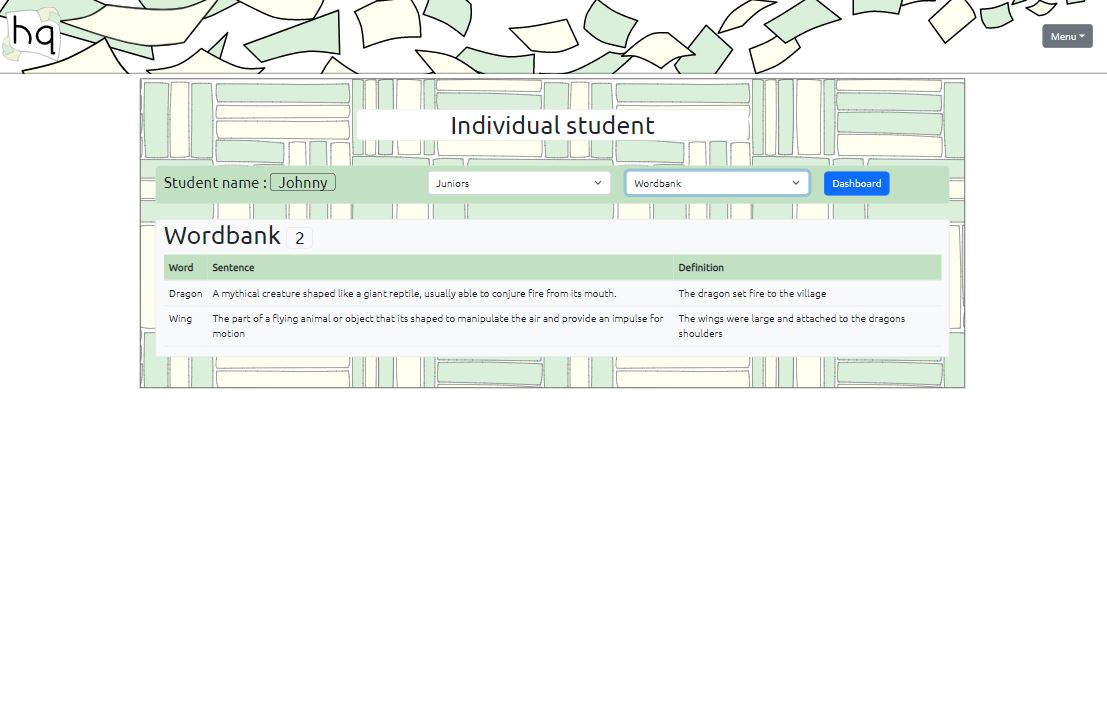 hq
Menu
Individual student
Student name : Johnny
Juniors
Wordbank
Dashboard
Wordbank 2
Word Sentence Definition
Dragon A mythical creature shaped like a giant reptile, usually able to conjure fire from its mouth. The dragon set fire to the village
Wing The part of a flying animal or object that its shaped to manipulate the air and provide an impulse for The wings were large and attached to the dragons
motion shoulders